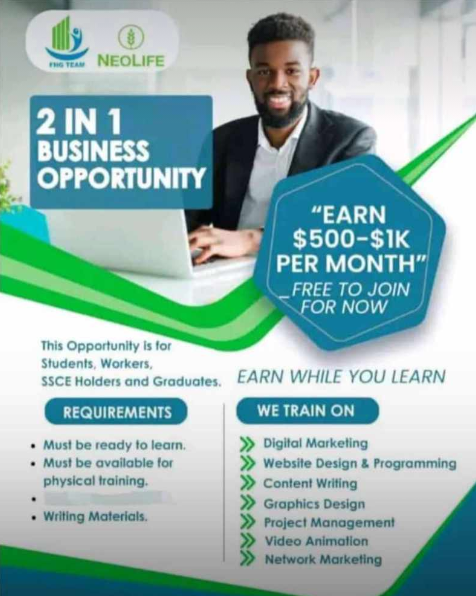 FHG TEAM
NEOLIFE
2 IN 1
BUSINESS
OPPORTUNITY
"EARN
$500-$1K
PER MONTH"
_FREE TO JOIN
FOR NOW
This Opportunity is for
Students, Workers,
SSCE Holders and Graduates.
EARN WHILE YOU LEARN
REQUIREMENTS
• Must be ready to learn.
• Must be available for
physical training.
•
• Writing Materials.
WE TRAIN ON
Digital Marketing
Website Design & Programming
Content Writing
Graphics Design
Project Management
Video Animation
Network Marketing